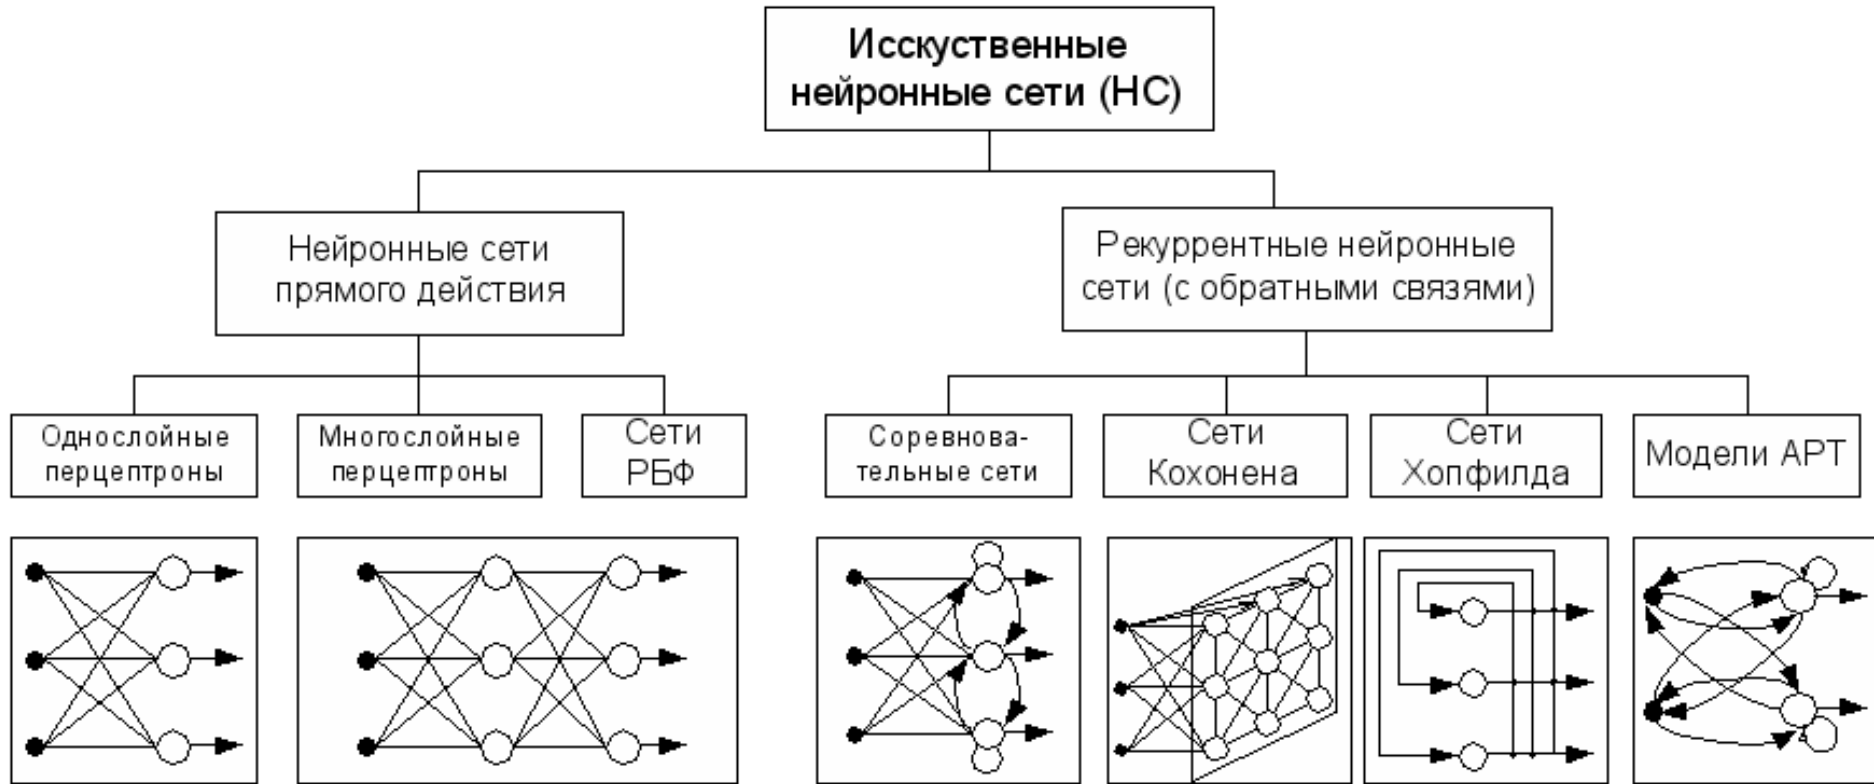 Исскуственные
нейронные сети (НС)
Нейронные сети
прямого действия
Рекуррентные нейронные
сети (с обратными связями)
Однослойные
перцептроны
Многослойные
перцептроны
Сети
РБФ
Соревнова-
тельные сети
Сети
Кохонена
Сети
Хопфилда
Модели АРТ